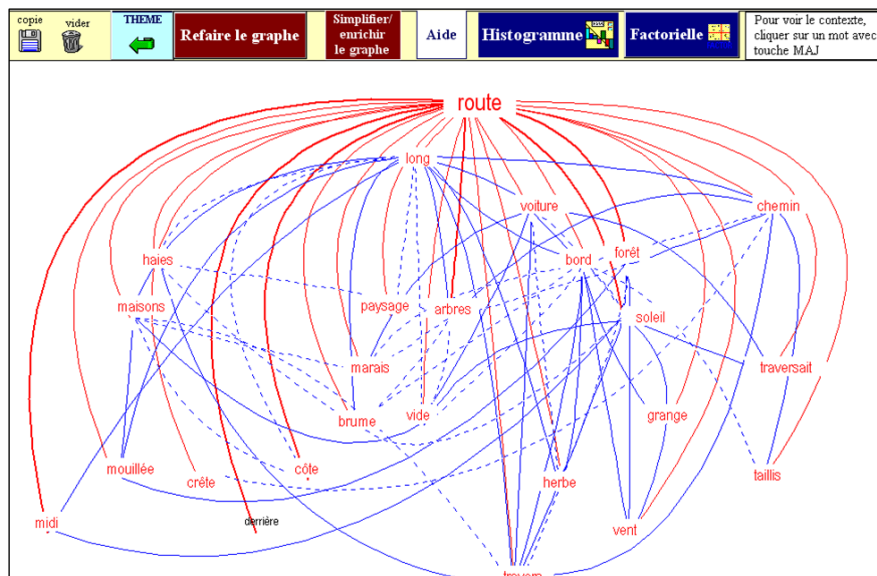 copie
vider
THEME
Refaire le graphe
Simplifier/
enrichir
le graphe
Aide
Histogramme
Factorielle
Pour voir le contexte,
cliquer sur un mot avec
touche MAJ
route
long
voiture
chemin
haies
bord
forêt
maisons
paysage
arbres
soleil
marais
traversait
brume
vide
grange
mouillée
crête
côte
herbe
taillis
midi
derrière
vent